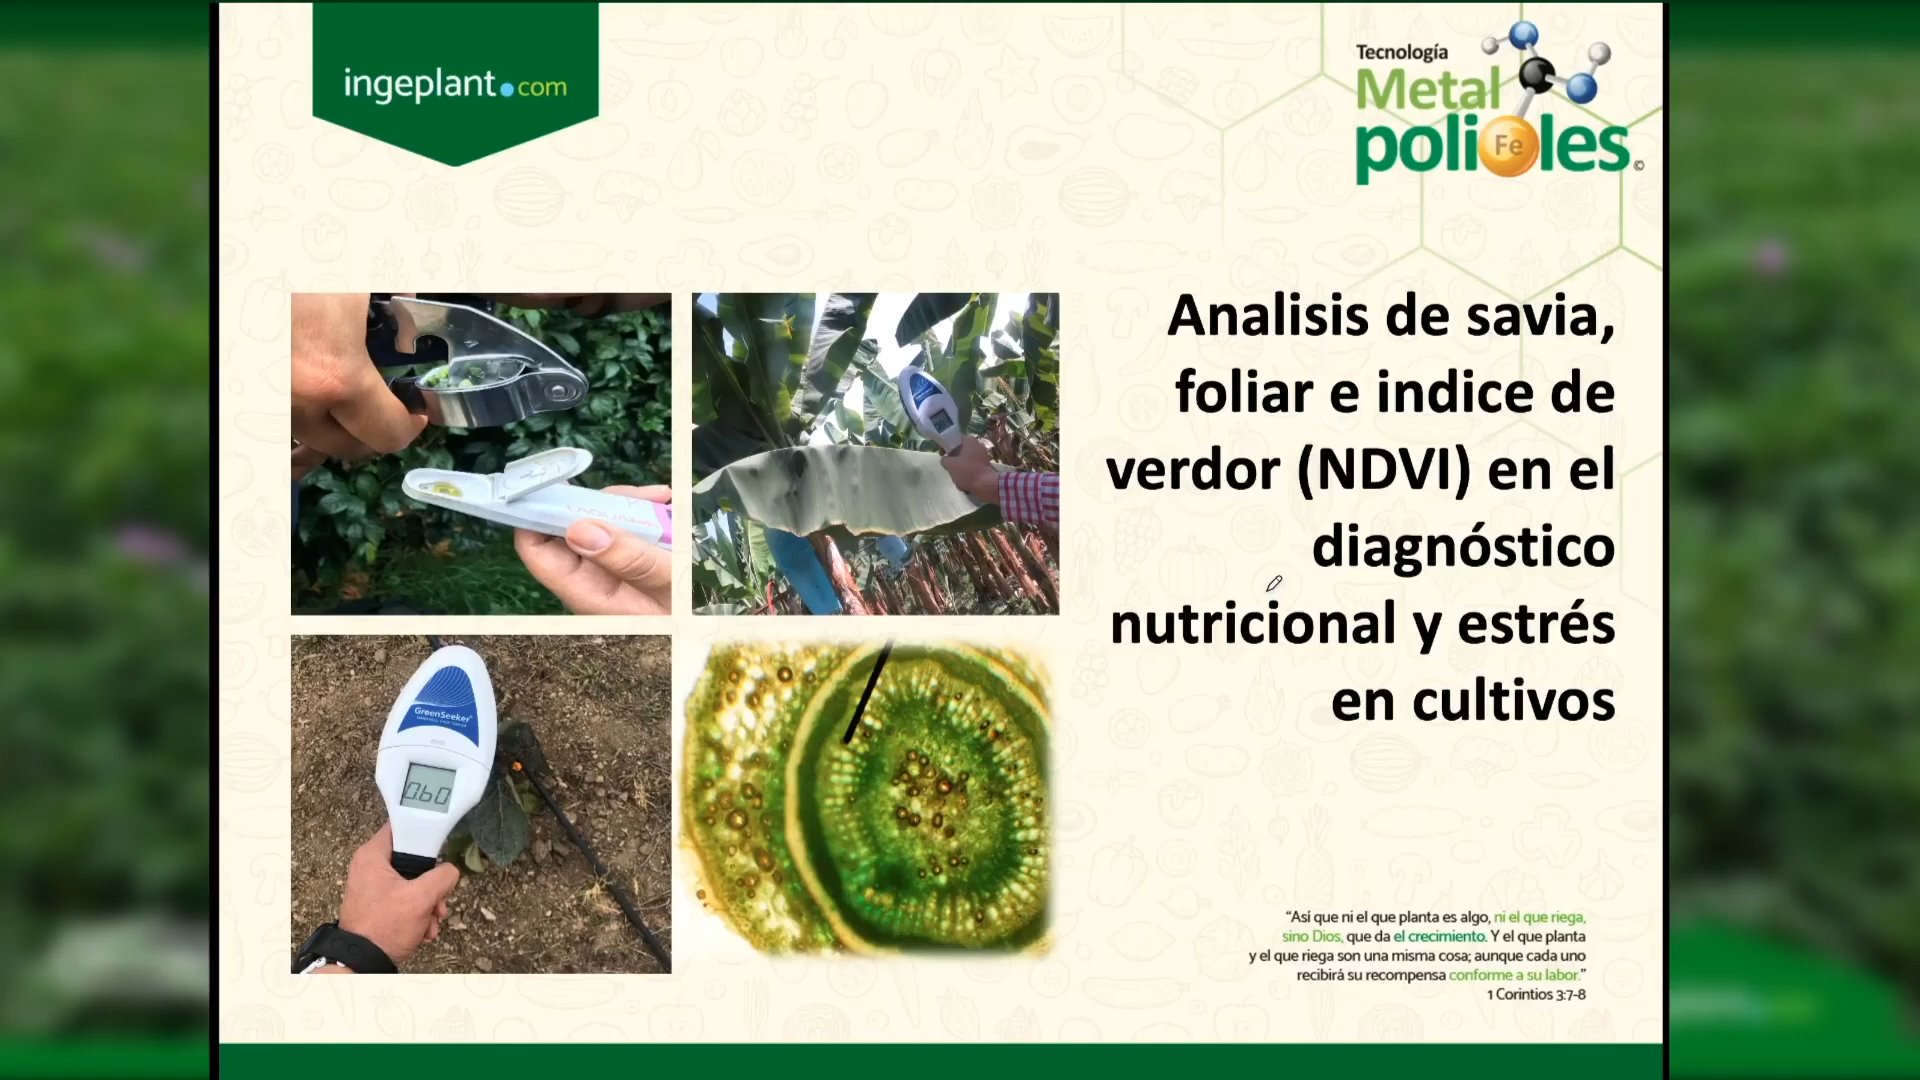 ingeplant.com
Tecnología
Metal
polioles
Fe
©
Analisis de savia,
foliar e indice de
verdor (NDVI) en el
diagnóstico
nutricional y estrés
en cultivos
LAQUAtwin
GreenSeeker
0.60
“Así que ni el que planta es algo, ni el que riega,
sino Dios, que da el crecimiento. Y el que planta
y el que riega son una misma cosa; aunque cada uno
recibirá su recompensa conforme a su labor.”
1 Corintios 3:7-8